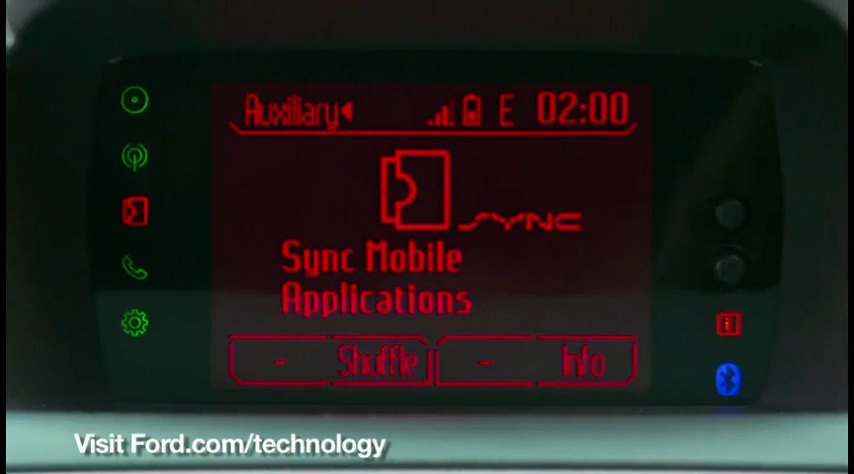 Auxiliary
E 02:00
SYNC
Sync Mobile
Applications
- Shuffle - Info
Visit Ford.com/technology